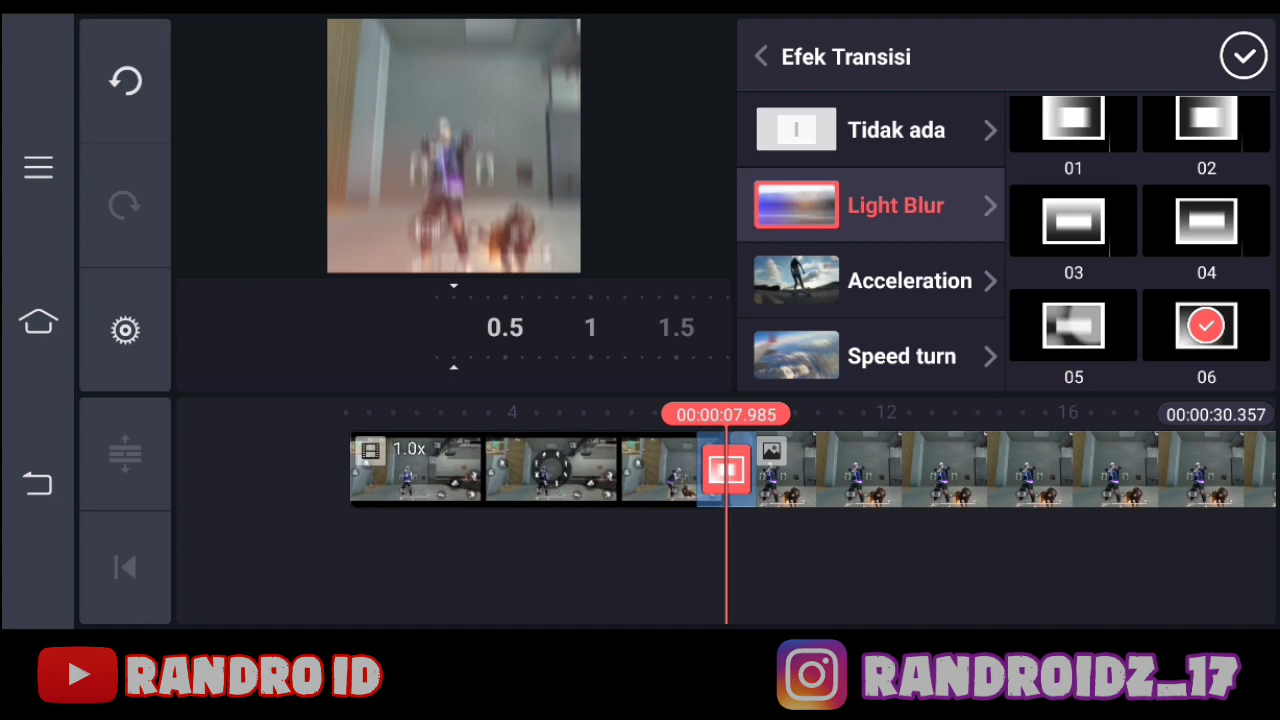 Efek Transisi
Tidak ada
Light Blur
Acceleration
Speed turn
01
02
03
04
05
06
0.5
1
1.5
4
00:00:07.985
12
16
00:00:30.357
1.0x
RANDRO ID
RANDROIDZ_17